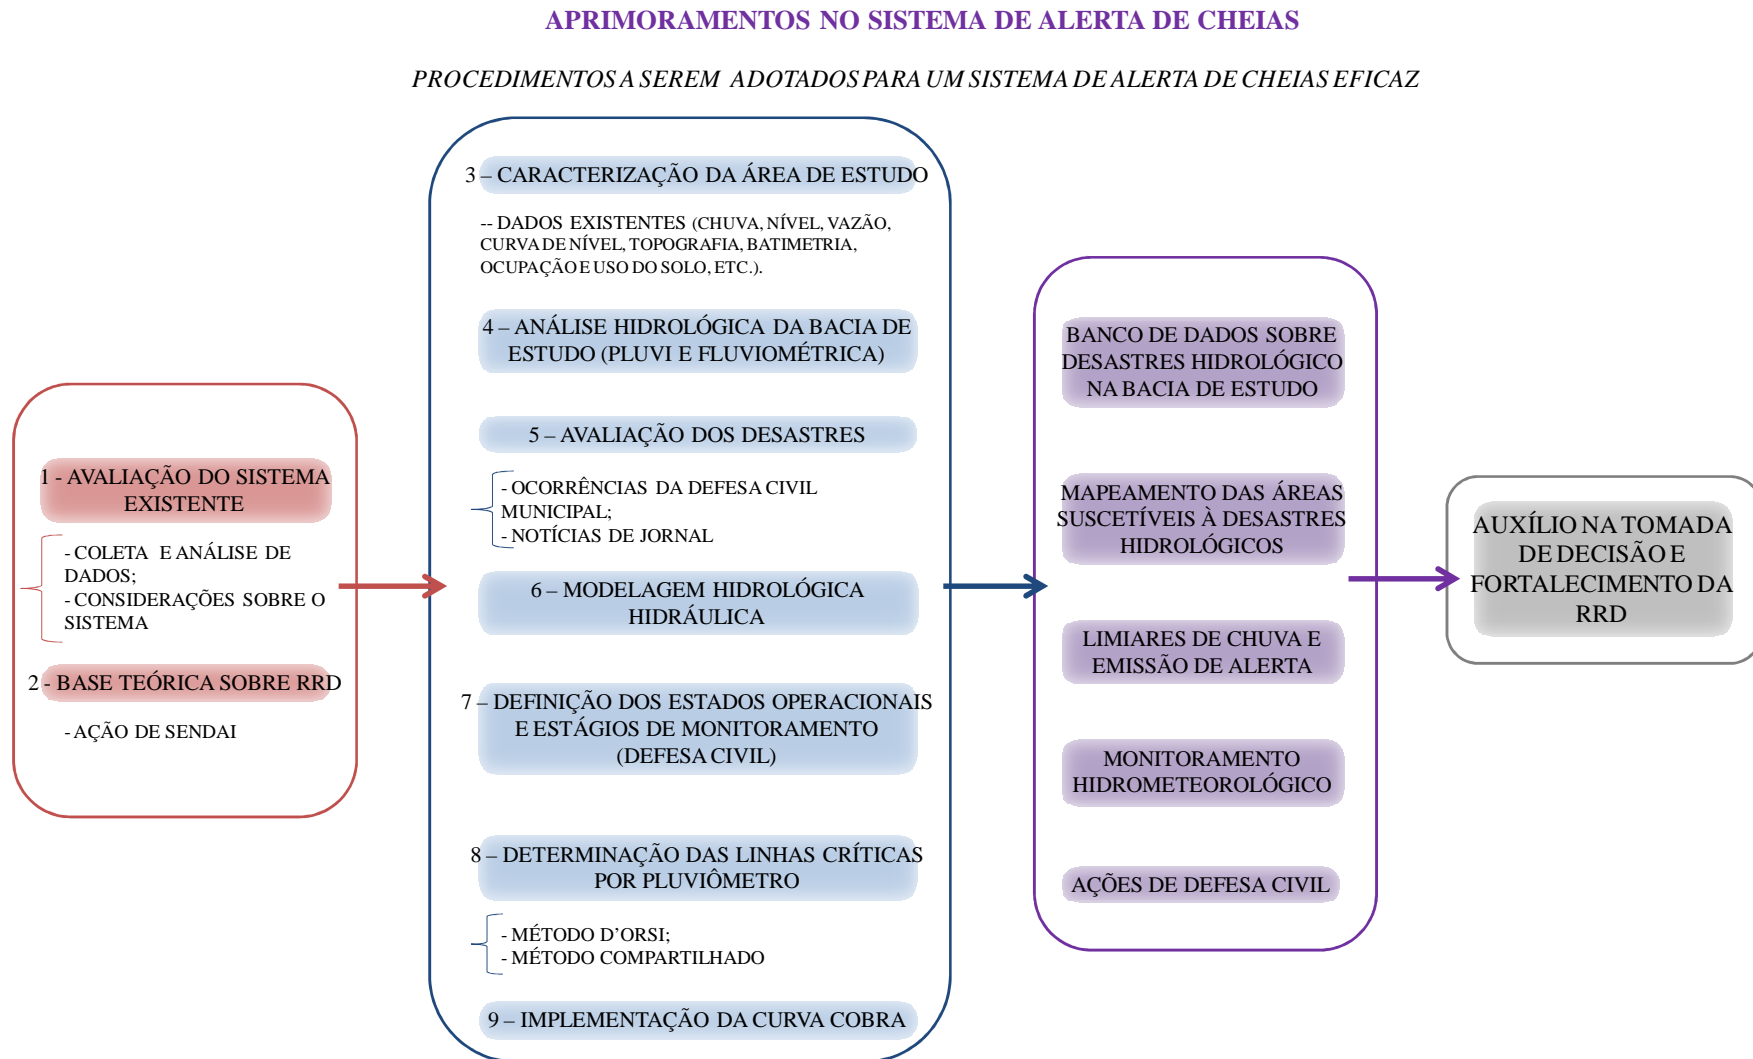 APRIMORAMENTOS NO SISTEMA DE ALERTA DE CHEIAS
PROCEDIMENTOS A SEREM ADOTADOS PARA UM SISTEMA DE ALERTA DE CHEIAS EFICAZ
1 - AVALIAÇÃO DO SISTEMA
EXISTENTE
- COLETA E ANÁLISE DE
DADOS;
- CONSIDERAÇÕES SOBRE O
SISTEMA
2 - BASE TEÓRICA SOBRE RRD
- AÇÃO DE SENDAI
3 – CARACTERIZAÇÃO DA ÁREA DE ESTUDO
-- DADOS EXISTENTES (CHUVA, NÍVEL, VAZÃO,
CURVA DE NÍVEL, TOPOGRAFIA, BATIMETRIA,
OCUPAÇÃO E USO DO SOLO, ETC.).
4 – ANÁLISE HIDROLÓGICA DA BACIA DE
ESTUDO (PLUVI E FLUVIOMÉTRICA)
5 – AVALIAÇÃO DOS DESASTRES
- OCORRÊNCIAS DA DEFESA CIVIL
MUNICIPAL;
- NOTÍCIAS DE JORNAL
6 – MODELAGEM HIDROLÓGICA
HIDRÁULICA
7 – DEFINIÇÃO DOS ESTADOS OPERACIONAIS
E ESTÁGIOS DE MONITORAMENTO
(DEFESA CIVIL)
8 – DETERMINAÇÃO DAS LINHAS CRÍTICAS
POR PLUVIÔMETRO
- MÉTODO D’ORSI;
- MÉTODO COMPARTILHADO
9 – IMPLEMENTAÇÃO DA CURVA COBRA
BANCO DE DADOS SOBRE
DESASTRES HIDROLÓGICO
NA BACIA DE ESTUDO
MAPEAMENTO DAS ÁREAS
SUSCETÍVEIS À DESASTRES
HIDROLÓGICOS
LIMIARES DE CHUVA E
EMISSÃO DE ALERTA
MONITORAMENTO
HIDROMETEOROLÓGICO
AÇÕES DE DEFESA CIVIL
AUXÍLIO NA TOMADA
DE DECISÃO E
FORTALECIMENTO DA
RRD